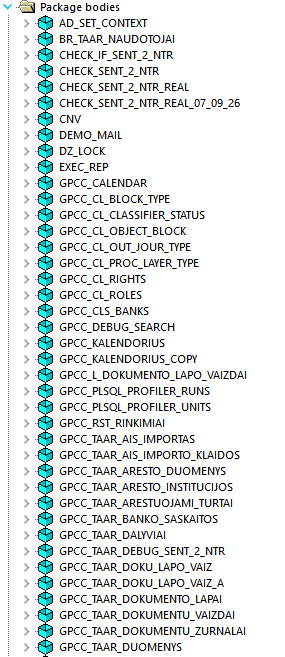 Package bodies
AD_SET_CONTEXT
BR_TAAR_NAUDOTOJAI
CHECK_IF_SENT_2_NTR
CHECK_SENT_2_NTR
CHECK_SENT_2_NTR_REAL
CHECK_SENT_2_NTR_REAL_07_09_26
CNV
DEMO_MAIL
DZ_LOCK
EXEC_REP
GPCC_CALENDAR
GPCC_CL_BLOCK_TYPE
GPCC_CL_CLASSIFIER_STATUS
GPCC_CL_OBJECT_BLOCK
GPCC_CL_OUT_JOUR_TYPE
GPCC_CL_PROC_LAYER_TYPE
GPCC_CL_RIGHTS
GPCC_CL_ROLES
GPCC_CLS_BANKS
GPCC_DEBUG_SEARCH
GPCC_KALENDORIUS
GPCC_KALENDORIUS_COPY
GPCC_L_DOKUMENTO_LAPO_VAIZDAI
GPCC_PLSQL_PROFILER_RUNS
GPCC_PLSQL_PROFILER_UNITS
GPCC_RST_RINKIMIAI
GPCC_TAAR_AIS_IMPORTAS
GPCC_TAAR_AIS_IMPORTO_KLAIDOS
GPCC_TAAR_ARESTO_DUOMENYS
GPCC_TAAR_ARESTO_INSTITUCIJOS
GPCC_TAAR_ARESTUOJAMI_TURTAI
GPCC_TAAR_BANKO_SASKAITOS
GPCC_TAAR_DALYVIAI
GPCC_TAAR_DEBUG_SENT_2_NTR
GPCC_TAAR_DOKU_LAPO_VAIZ
GPCC_TAAR_DOKU_LAPO_VAIZ_A
GPCC_TAAR_DOKUMENTO_LAPAI
GPCC_TAAR_DOKUMENTU_VAIZDAI
GPCC_TAAR_DOKUMENTU_ZURNALAI
GPCC_TAAR_DUOMENYS